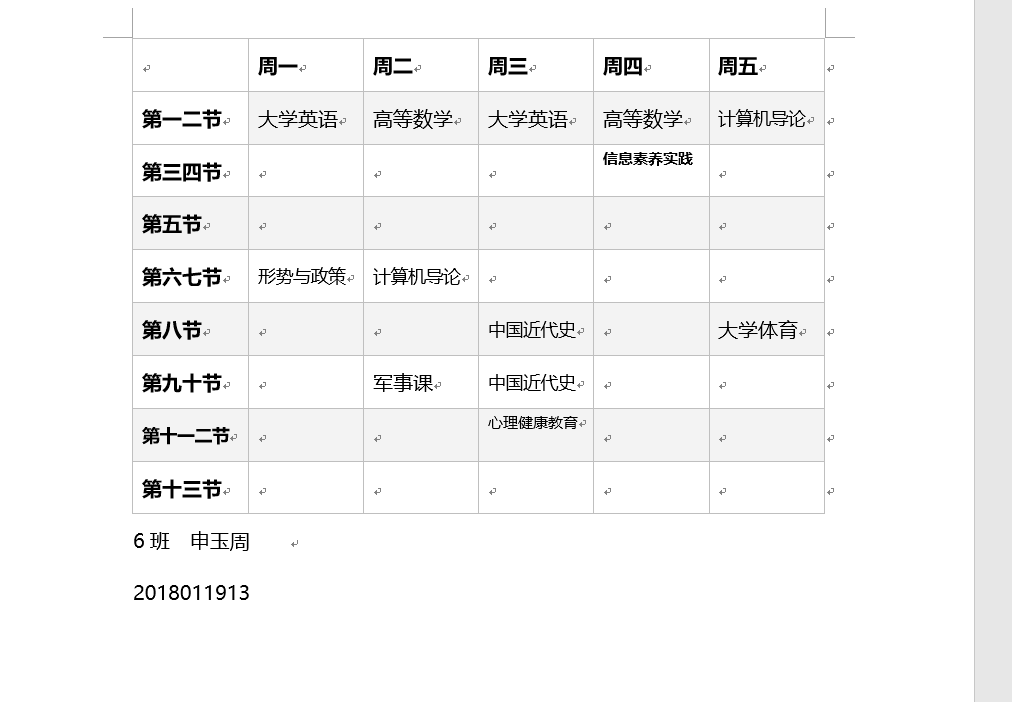 周一 周二 周三 周四 周五
第一二节 大学英语 高等数学 大学英语 高等数学 计算机导论
第三四节 信息素养实践
第五节
第六七节 形势与政策 计算机导论
第八节 中国近代史 大学体育
第九十节 军事课 中国近代史
第十一二节 心理健康教育
第十三节
6 班 申玉周
2018011913